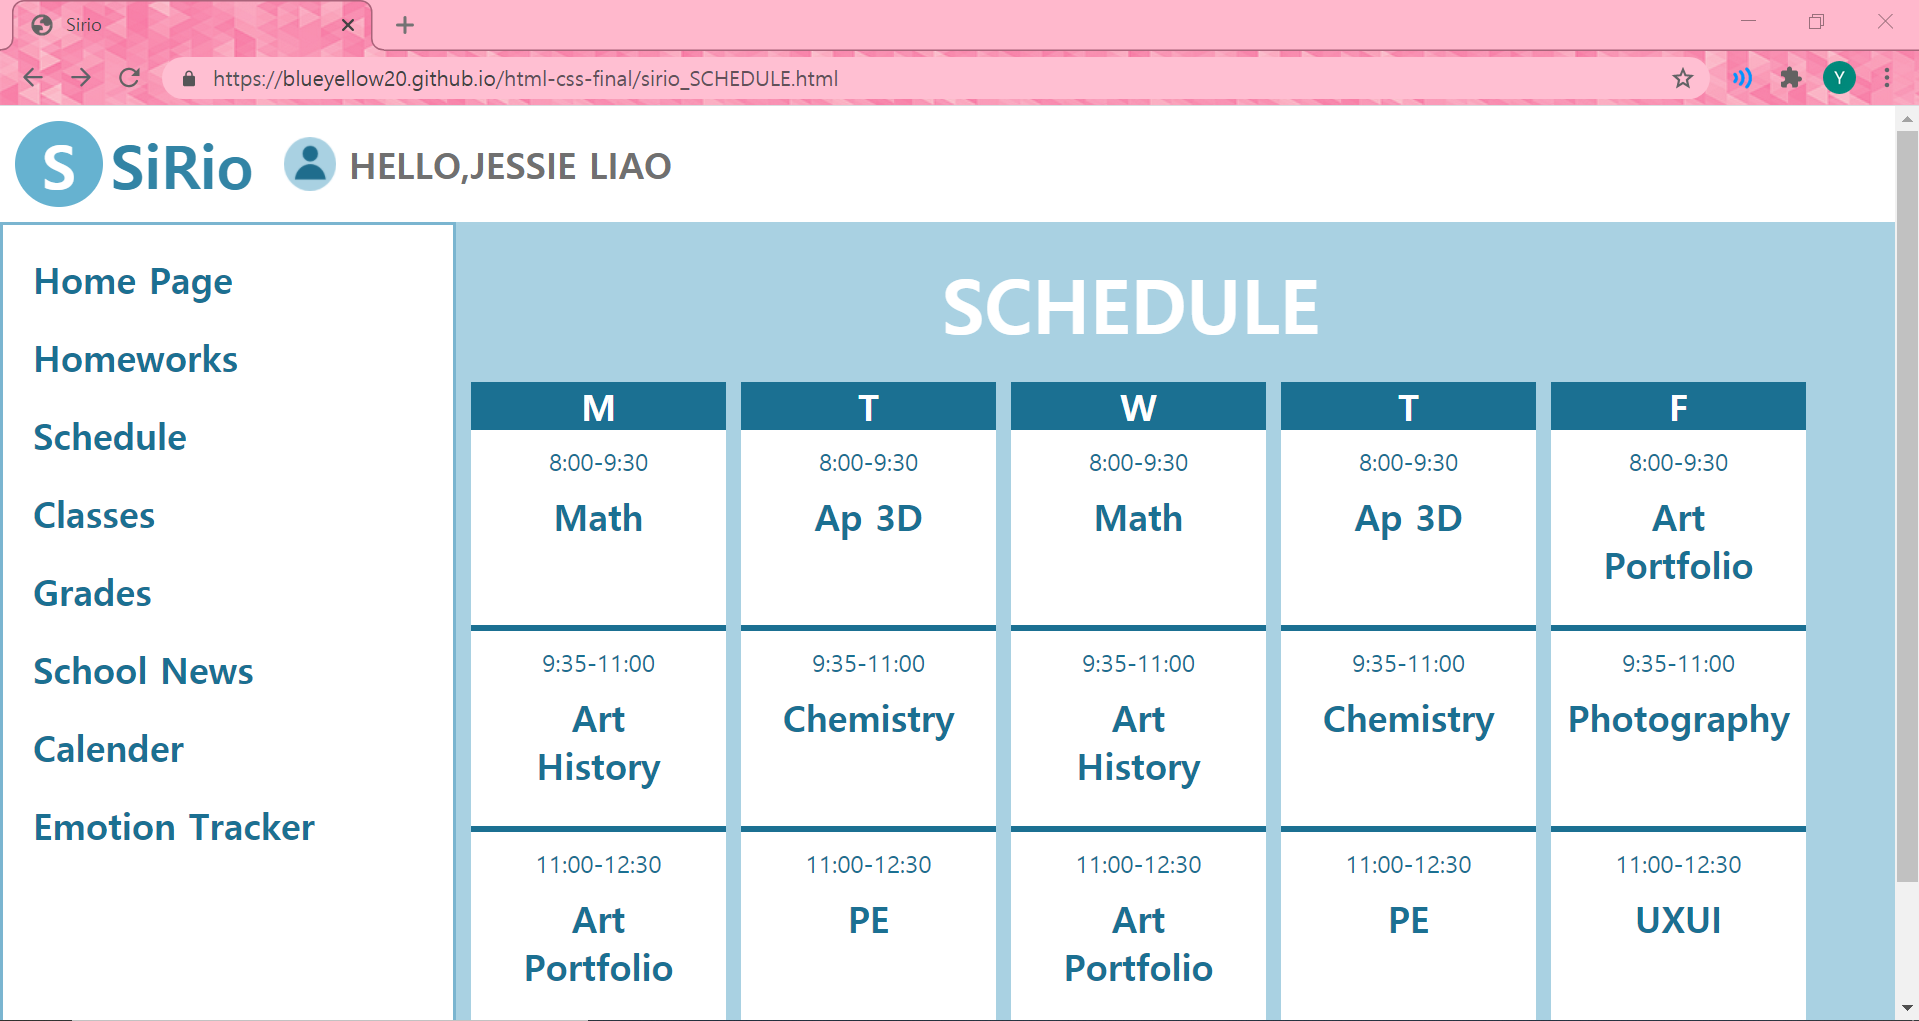 Sirio
https://blueyellow20.github.io/html-css-final/sirio_SCHEDULE.html
Y
S SiRio HELLO,JESSIE LIAO
Home Page
Homeworks
Schedule
Classes
Grades
School News
Calender
Emotion Tracker
SCHEDULE
M T W T F
8:00-9:30 8:00-9:30 8:00-9:30 8:00-9:30 8:00-9:30
Math Ap 3D Math Ap 3D Art
Portfolio
9:35-11:00 9:35-11:00 9:35-11:00 9:35-11:00 9:35-11:00
Art Chemistry Art Chemistry Photography
History History
11:00-12:30 11:00-12:30 11:00-12:30 11:00-12:30 11:00-12:30
Art PE Art PE UXUI
Portfolio Portfolio